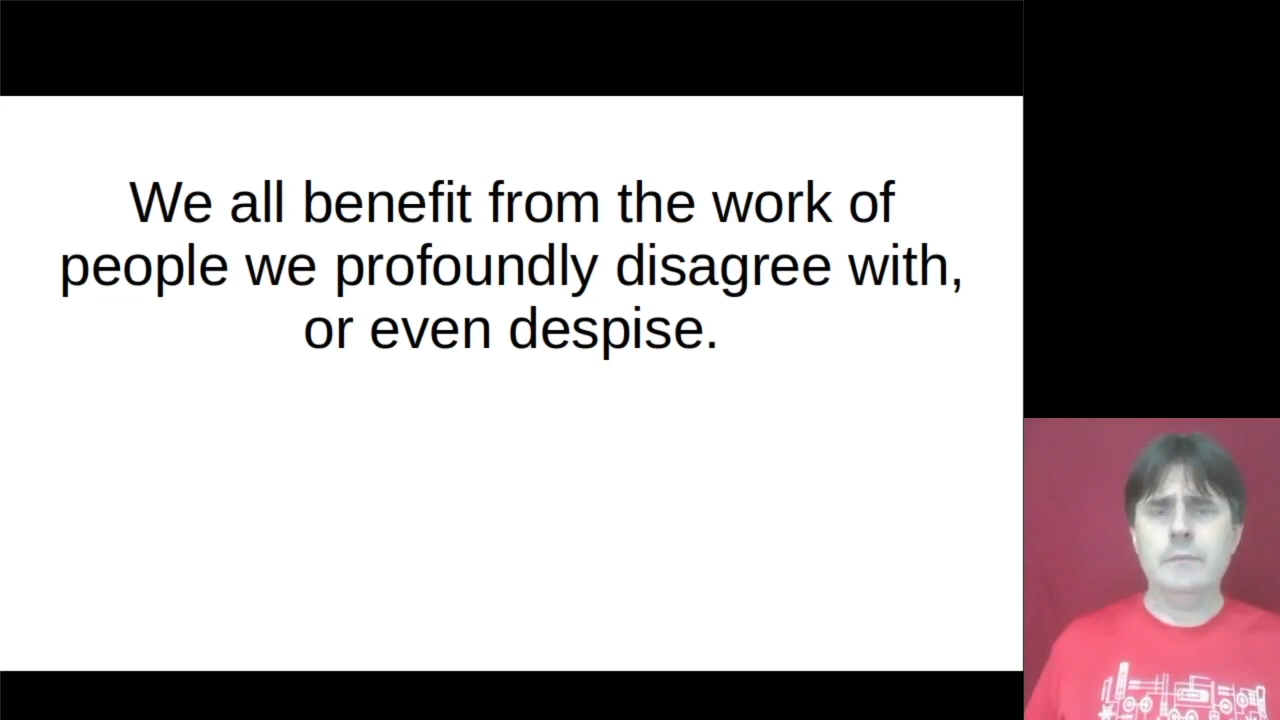 We all benefit from the work of
people we profoundly disagree with,
or even despise.